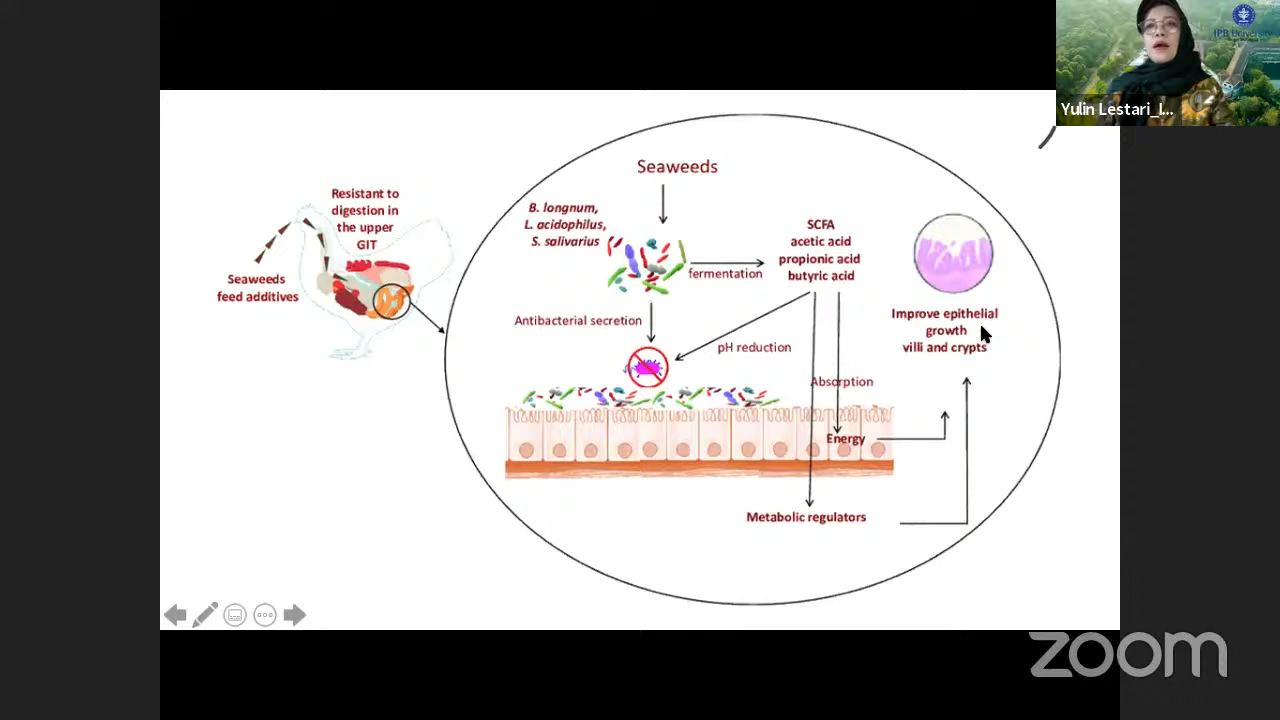 IPB University
Yulin Lestari_I...
Seaweeds
Resistant to
digestion in
the upper
GIT
Seaweeds
feed additives
B. longnum,
L. acidophilus,
S. salivarius
fermentation
SCFA
acetic acid
propionic acid
butyric acid
Antibacterial secretion
pH reduction
Improve epithelial
growth
villi and crypts
Absorption
Energy
Metabolic regulators
zoom